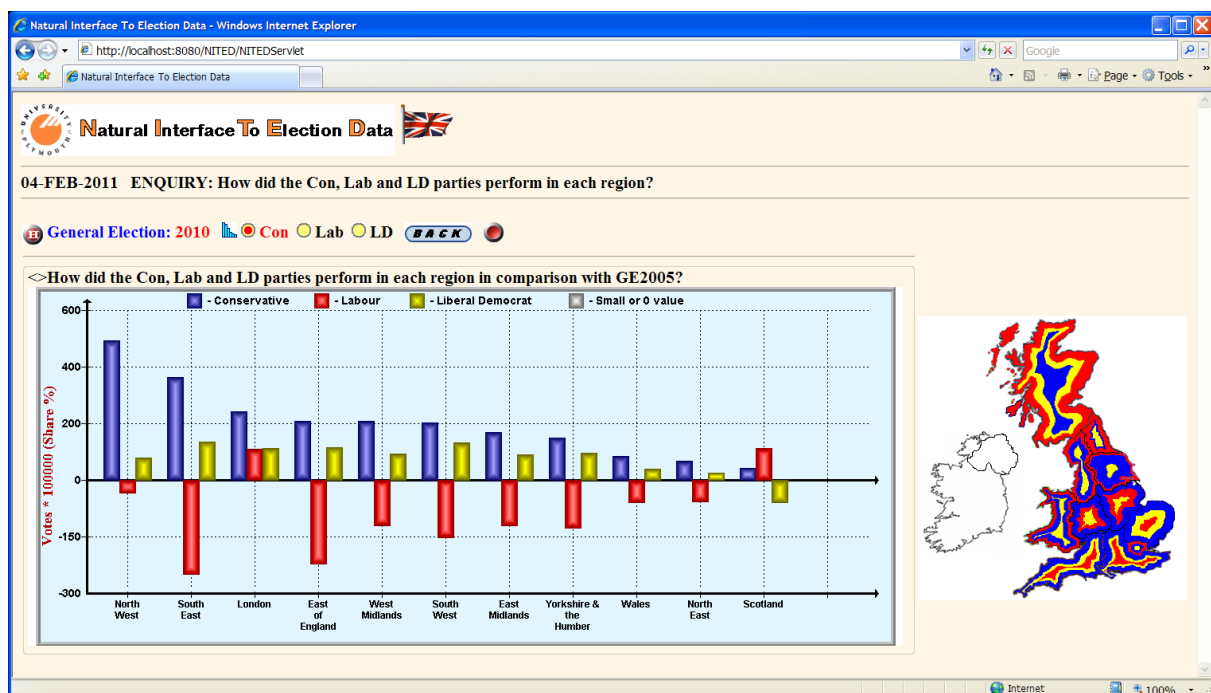 Natural Interface To Election Data - Windows Internet Explorer
http://localhost:8080/NITED/NITEDServlet
Google
Natural Interface To Election Data
Page
Tools
UNIVERSITY OF PLYMOUTH
Natural Interface To Election Data
04-FEB-2011 ENQUIRY: How did the Con, Lab and LD parties perform in each region?
H General Election: 2010 Con Lab LD BACK
<>How did the Con, Lab and LD parties perform in each region in comparison with GE2005?
- Conservative - Labour - Liberal Democrat - Small or 0 value
Votes * 100000 (Share %)
600
400
200
0
-150
-300
North West
South East
London
East of England
West Midlands
South West
East Midlands
Yorkshire & the Humber
Wales
North East
Scotland
Internet
100%